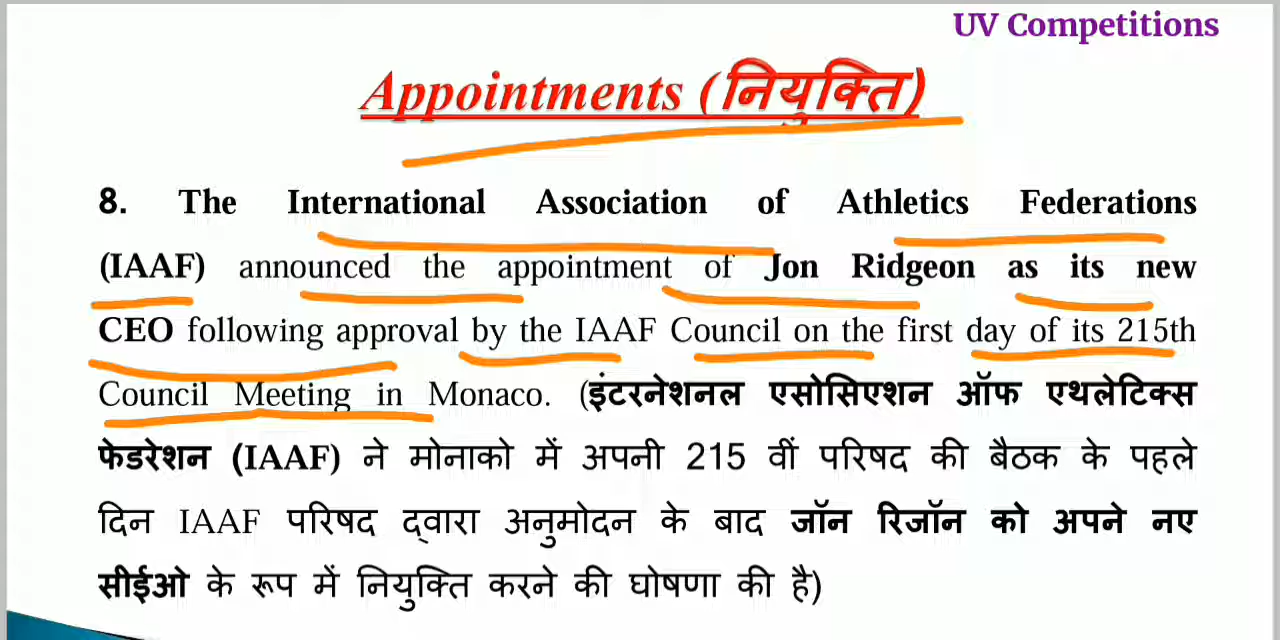 UV Competitions
Appointments (नियुक्ति)
8. The International Association of Athletics Federations
(IAAF) announced the appointment of Jon Ridgeon as its new
CEO following approval by the IAAF Council on the first day of its 215th
Council Meeting in Monaco. (इंटरनेशनल एसोसिएशन ऑफ एथलेटिक्स
फेडरेशन (IAAF) ने मोनाको में अपनी 215 वीं परिषद की बैठक के पहले
दिन IAAF परिषद द्वारा अनुमोदन के बाद जॉन रिजॉन को अपने नए
सीईओ के रूप में नियुक्ति करने की घोषणा की है)